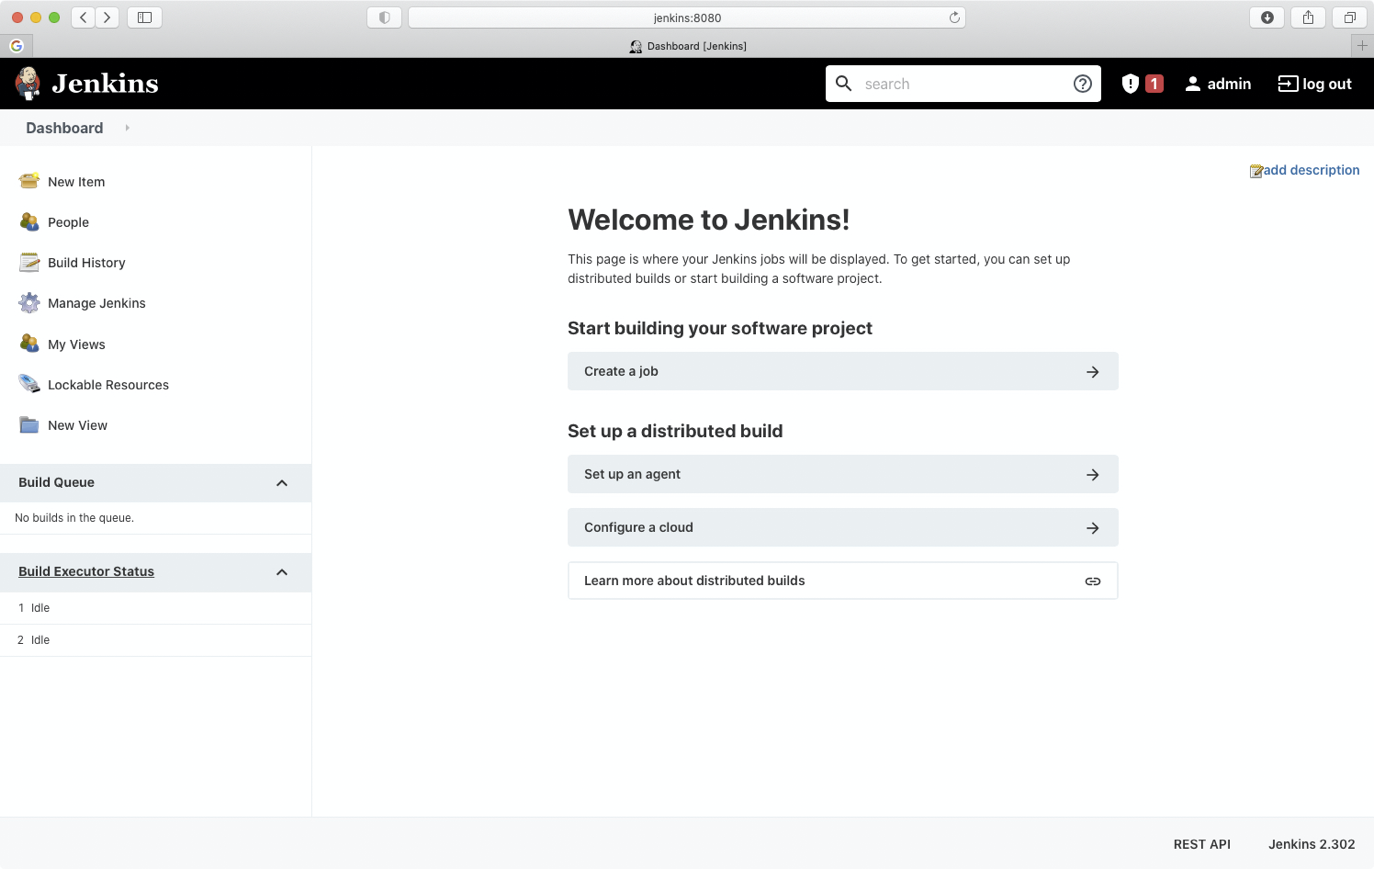 jenkins:8080
Dashboard [Jenkins]
Jenkins
search
1
admin
log out
Dashboard
New Item
People
Build History
Manage Jenkins
My Views
Lockable Resources
New View
Build Queue
No builds in the queue.
Build Executor Status
1 Idle
2 Idle
add description
Welcome to Jenkins!
This page is where your Jenkins jobs will be displayed. To get started, you can set up
distributed builds or start building a software project.
Start building your software project
Create a job
Set up a distributed build
Set up an agent
Configure a cloud
Learn more about distributed builds
REST API
Jenkins 2.302